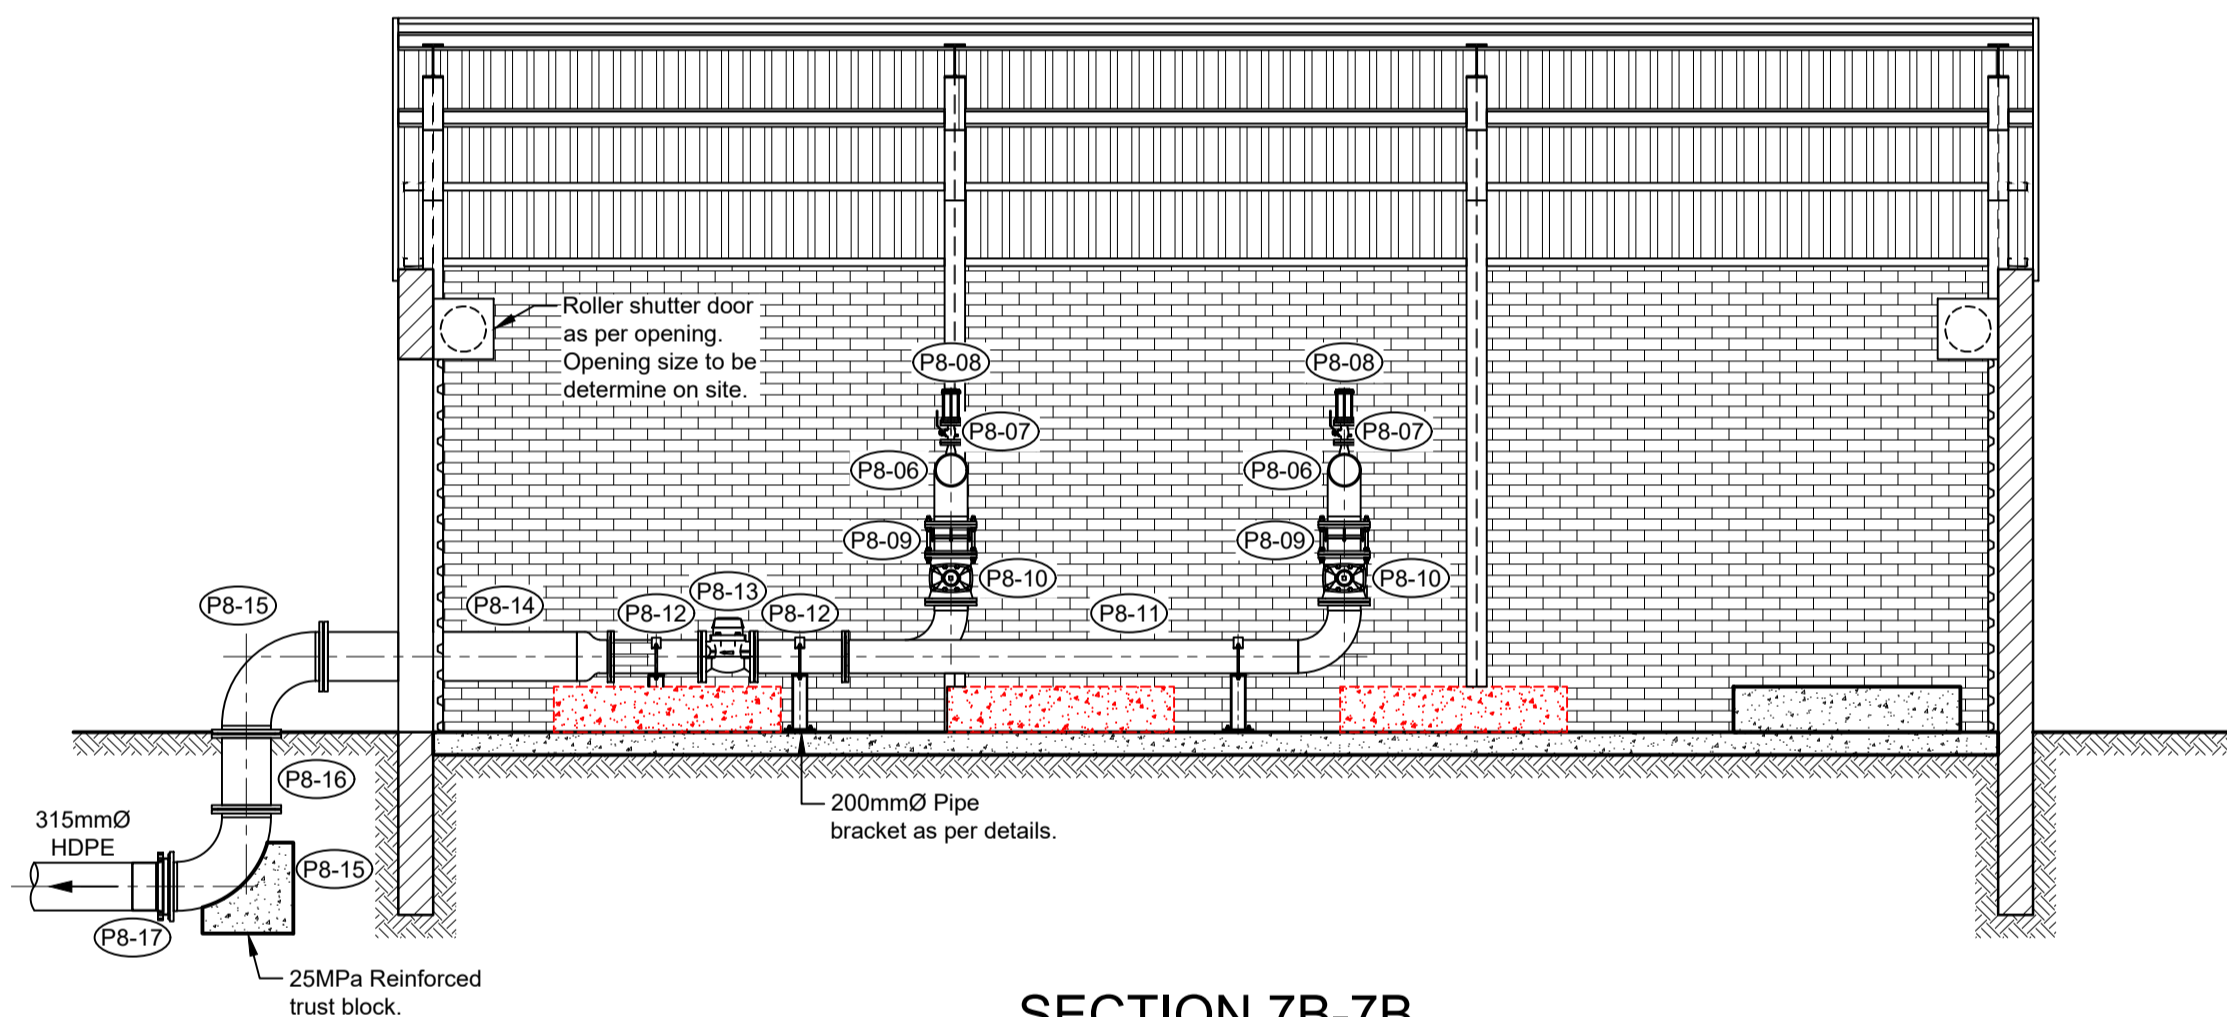 Roller shutter door
as per opening.
Opening size to be
determine on site.
P8-08
P8-08
P8-07
P8-07
P8-06
P8-06
P8-09
P8-09
P8-10
P8-10
P8-15
P8-14
P8-12
P8-13
P8-12
P8-11
P8-16
315mmØ
HDPE
200mmØ Pipe
bracket as per details.
P8-15
P8-17
25MPa Reinforced
trust block.
SECTION 7B-7B